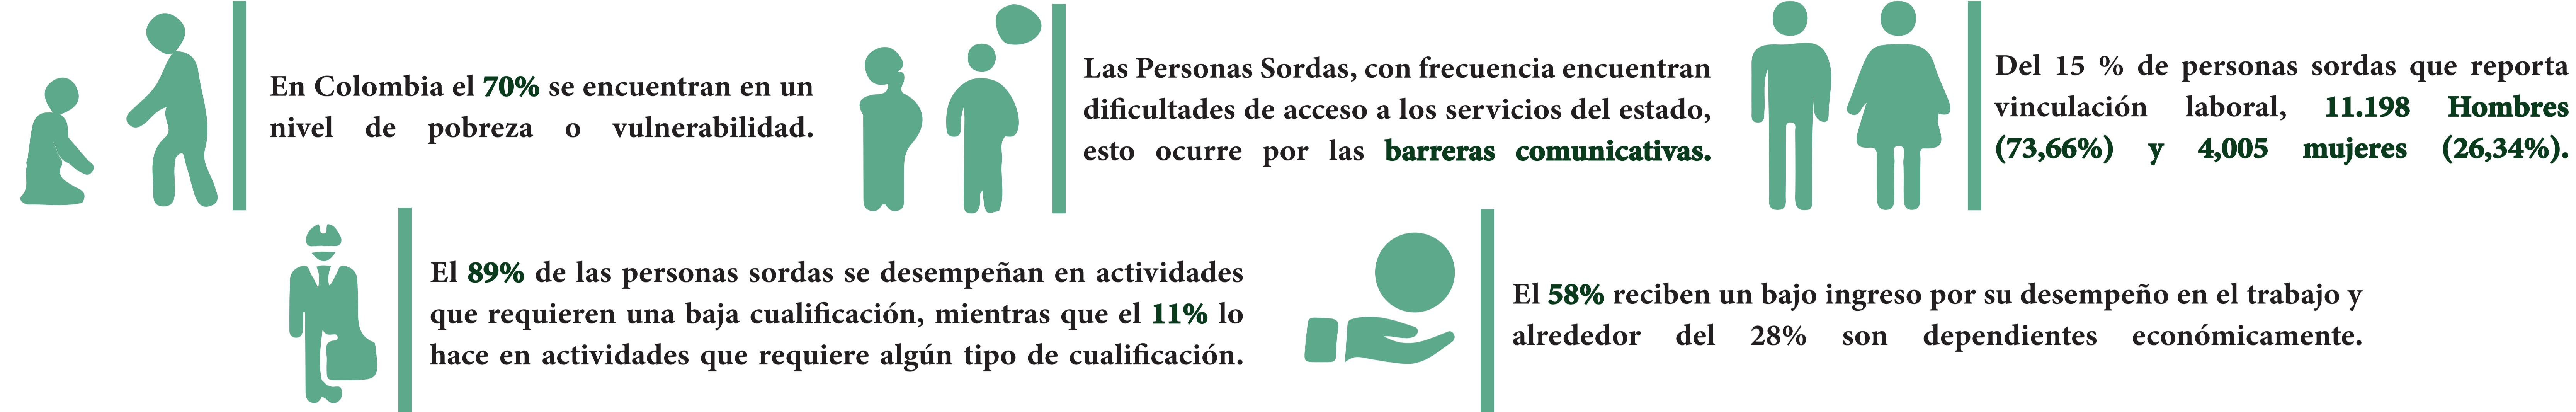 En Colombia el 70% se encuentran en un
nivel de pobreza o vulnerabilidad.
Las Personas Sordas, con frecuencia encuentran
dificultades de acceso a los servicios del estado,
esto ocurre por las barreras comunicativas.
Del 15 % de personas sordas que reporta
vinculación laboral, 11.198 Hombres
(73,66%) y 4,005 mujeres (26,34%).
El 89% de las personas sordas se desempeñan en actividades
que requieren una baja cualificación, mientras que el 11% lo
hace en actividades que requiere algún tipo de cualificación.
El 58% reciben un bajo ingreso por su desempeño en el trabajo y
alrededor del 28% son dependientes económicamente.